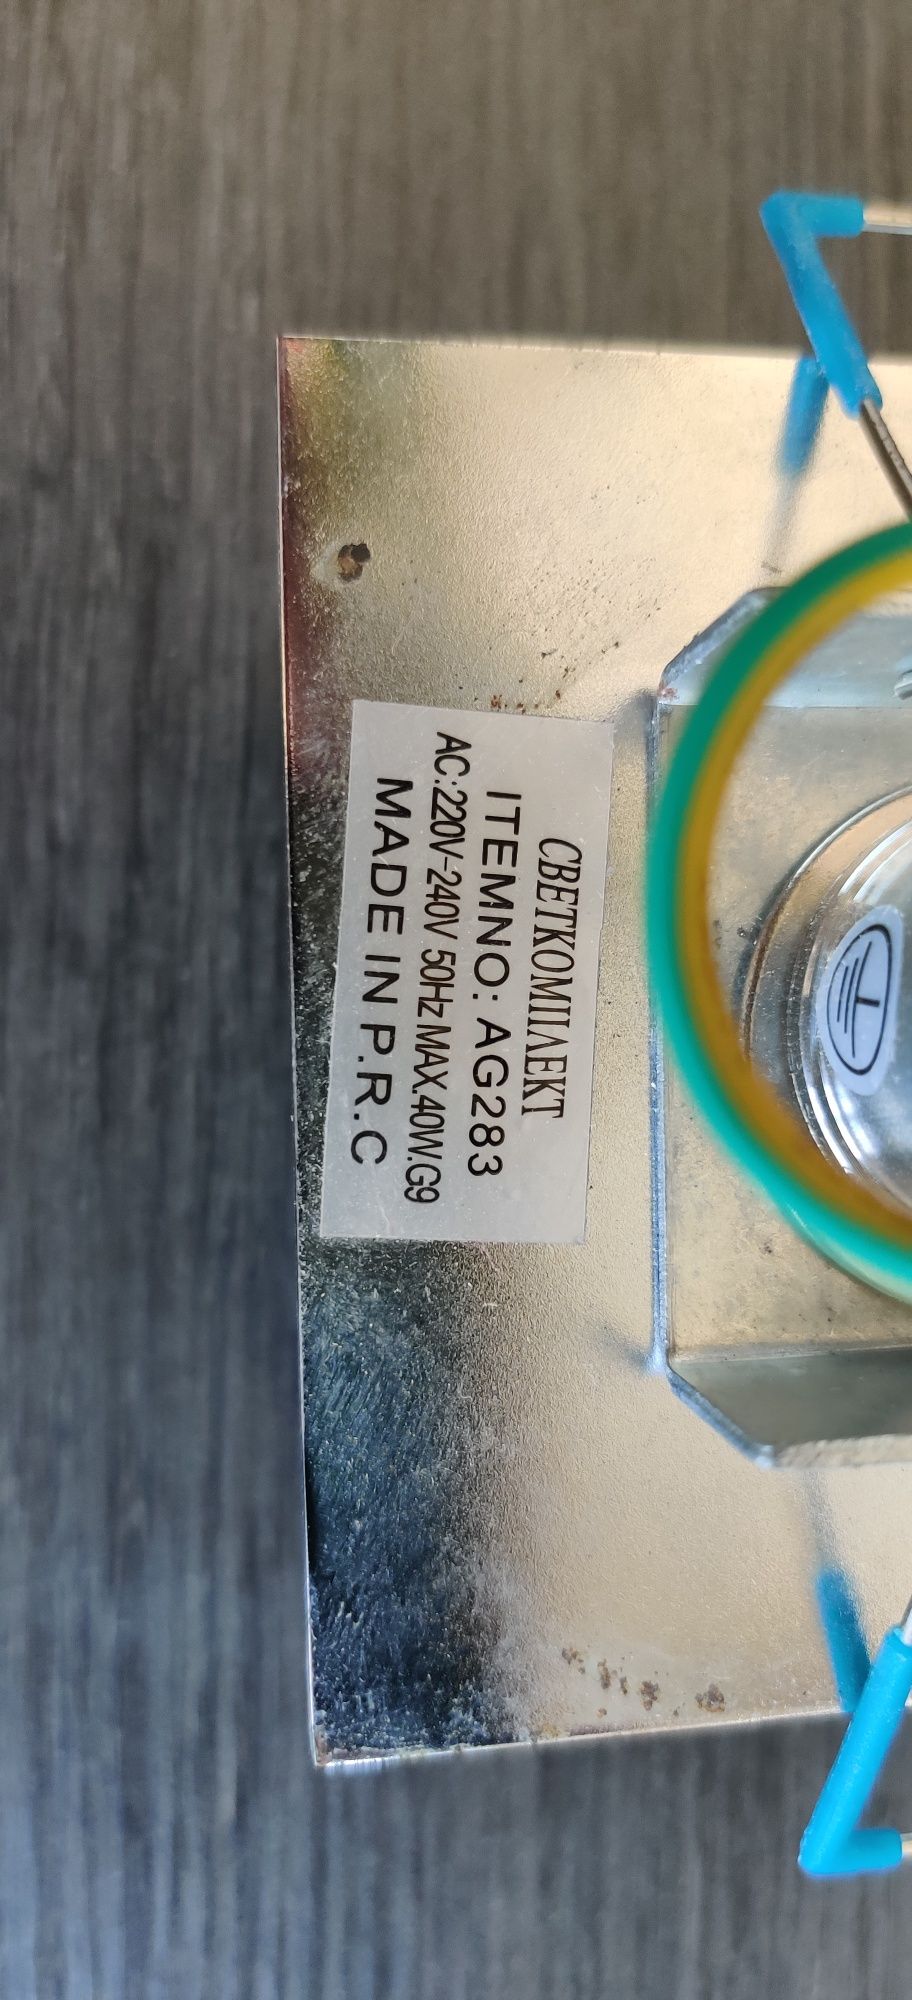 СВЕТКОМПЛЕКТ
ITEMNO: AG283
AC:220V-240V 50Hz MAX.40W.G9
MADE IN P.R.C